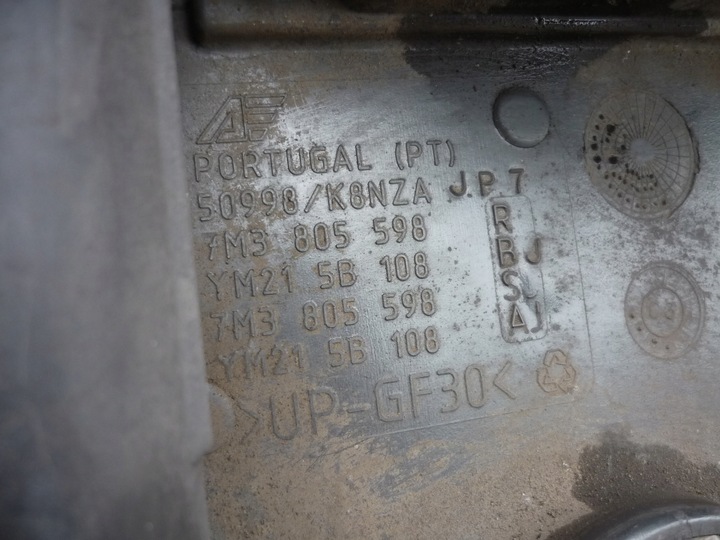 AE
PORTUGAL (PT)
50998/K8NZA J.P 7
7M3 805 598 R
YM21 5B 108 B J
7M3 805 598 S
YM21 5B 108 A
>UP-GF30<